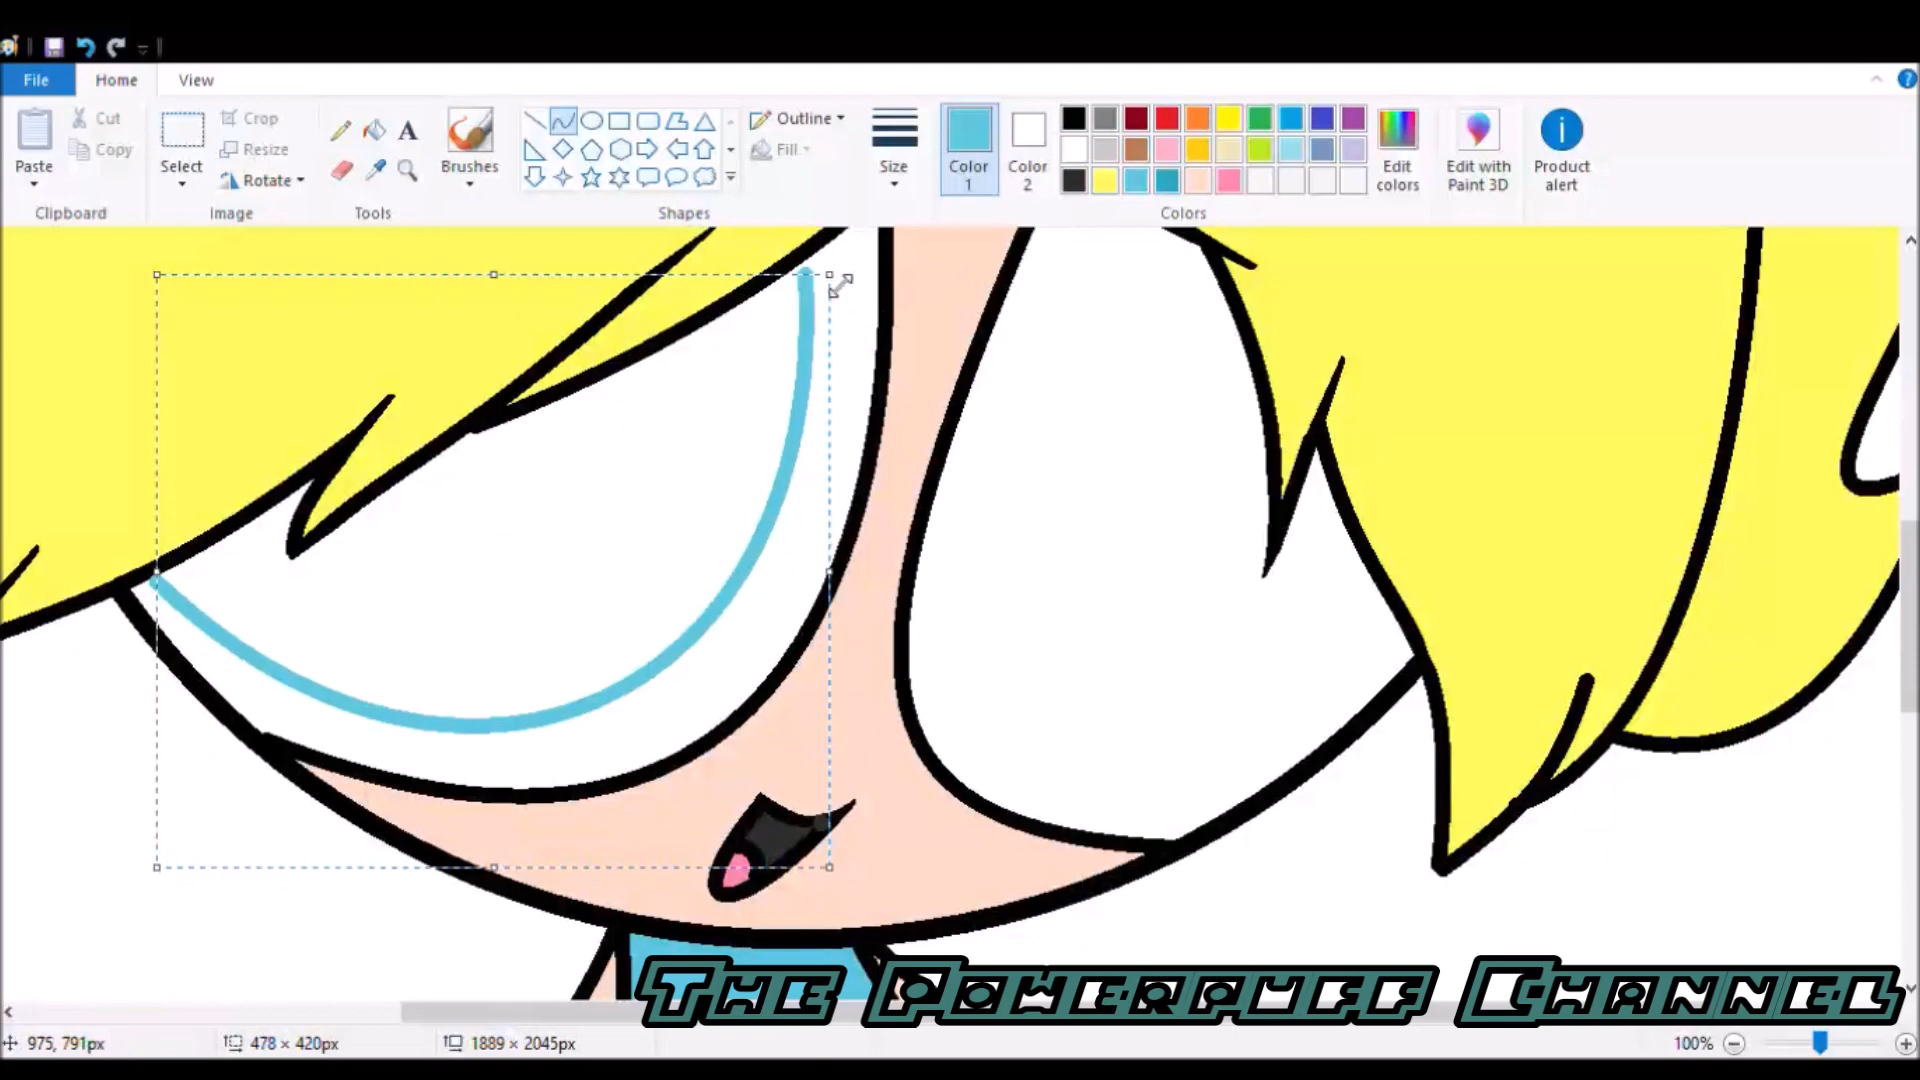 File Home View
Paste Cut Copy Clipboard
Select Crop Resize Rotate Image
A Tools
Brushes
Outline Fill Shapes
Size
Color 1 Color 2 Edit colors Colors
Edit with Paint 3D
Product alert
The Powerpuff Channel
975, 791px 478 × 420px 1889 × 2045px 100%